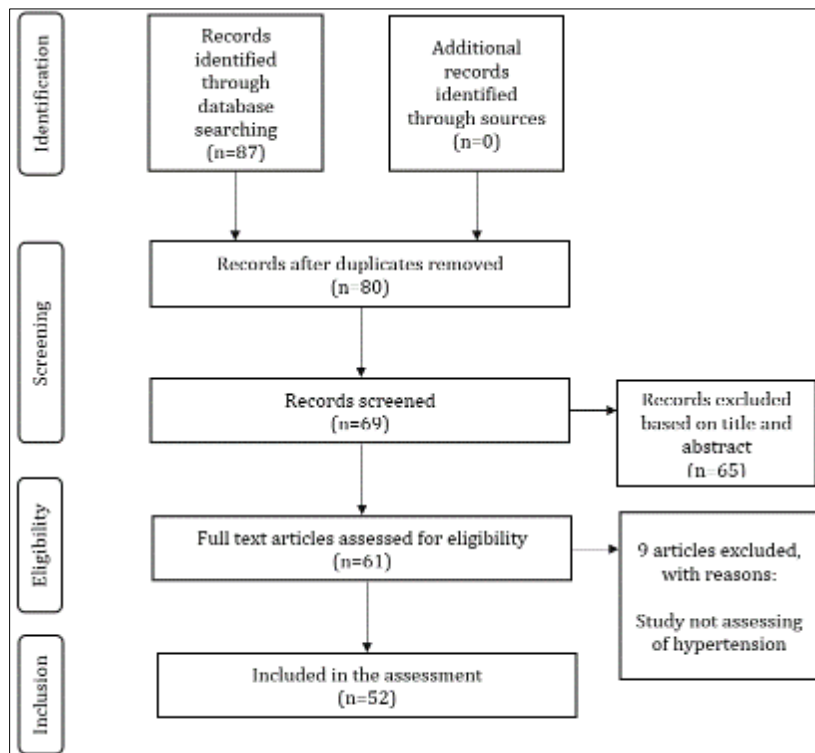 Identification
Records
identified
through
database
searching
(n=87)
Additional
records
identified
through sources
(n=0)
Screening
Records after duplicates removed
(n=80)
Records screened
(n=69)
Records excluded
based on title and
abstract
(n=65)
Eligibility
Full text articles assessed for eligibility
(n=61)
9 articles excluded,
with reasons:
Study not assessing
of hypertension
Inclusion
Included in the assessment
(n=52)